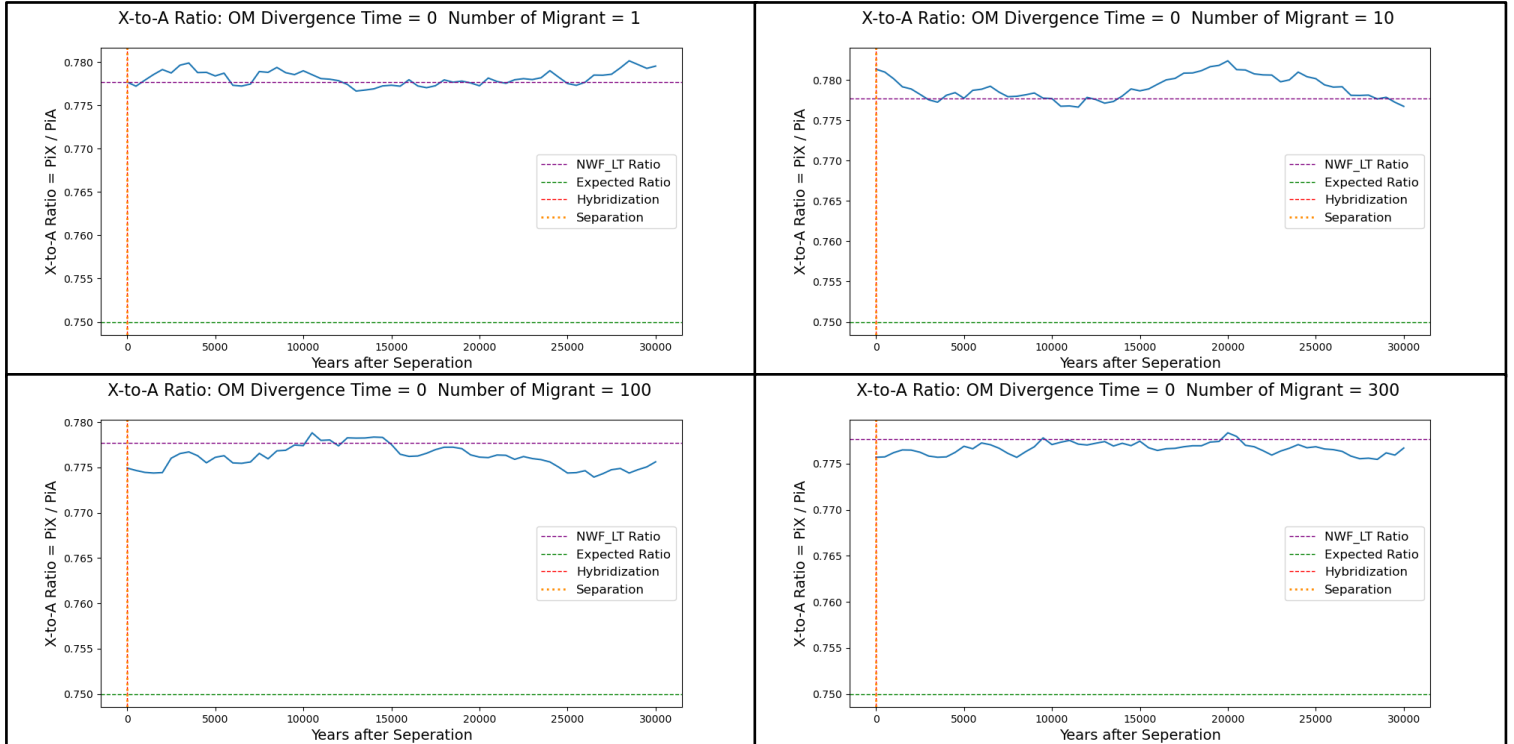 X-to-A Ratio: OM Divergence Time = 0  Number of Migrant = 1
X-to-A Ratio = PiX / PiA
0.780
0.775
0.770
0.765
0.760
0.755
0.750
NWF_LT Ratio
Expected Ratio
Hybridization
Separation
0 5000 10000 15000 20000 25000 30000
Years after Seperation
X-to-A Ratio: OM Divergence Time = 0  Number of Migrant = 10
X-to-A Ratio = PiX / PiA
0.780
0.775
0.770
0.765
0.760
0.755
0.750
NWF_LT Ratio
Expected Ratio
Hybridization
Separation
0 5000 10000 15000 20000 25000 30000
Years after Seperation
X-to-A Ratio: OM Divergence Time = 0  Number of Migrant = 100
X-to-A Ratio = PiX / PiA
0.780
0.775
0.770
0.765
0.760
0.755
0.750
NWF_LT Ratio
Expected Ratio
Hybridization
Separation
0 5000 10000 15000 20000 25000 30000
Years after Seperation
X-to-A Ratio: OM Divergence Time = 0  Number of Migrant = 300
X-to-A Ratio = PiX / PiA
0.775
0.770
0.765
0.760
0.755
0.750
NWF_LT Ratio
Expected Ratio
Hybridization
Separation
0 5000 10000 15000 20000 25000 30000
Years after Seperation